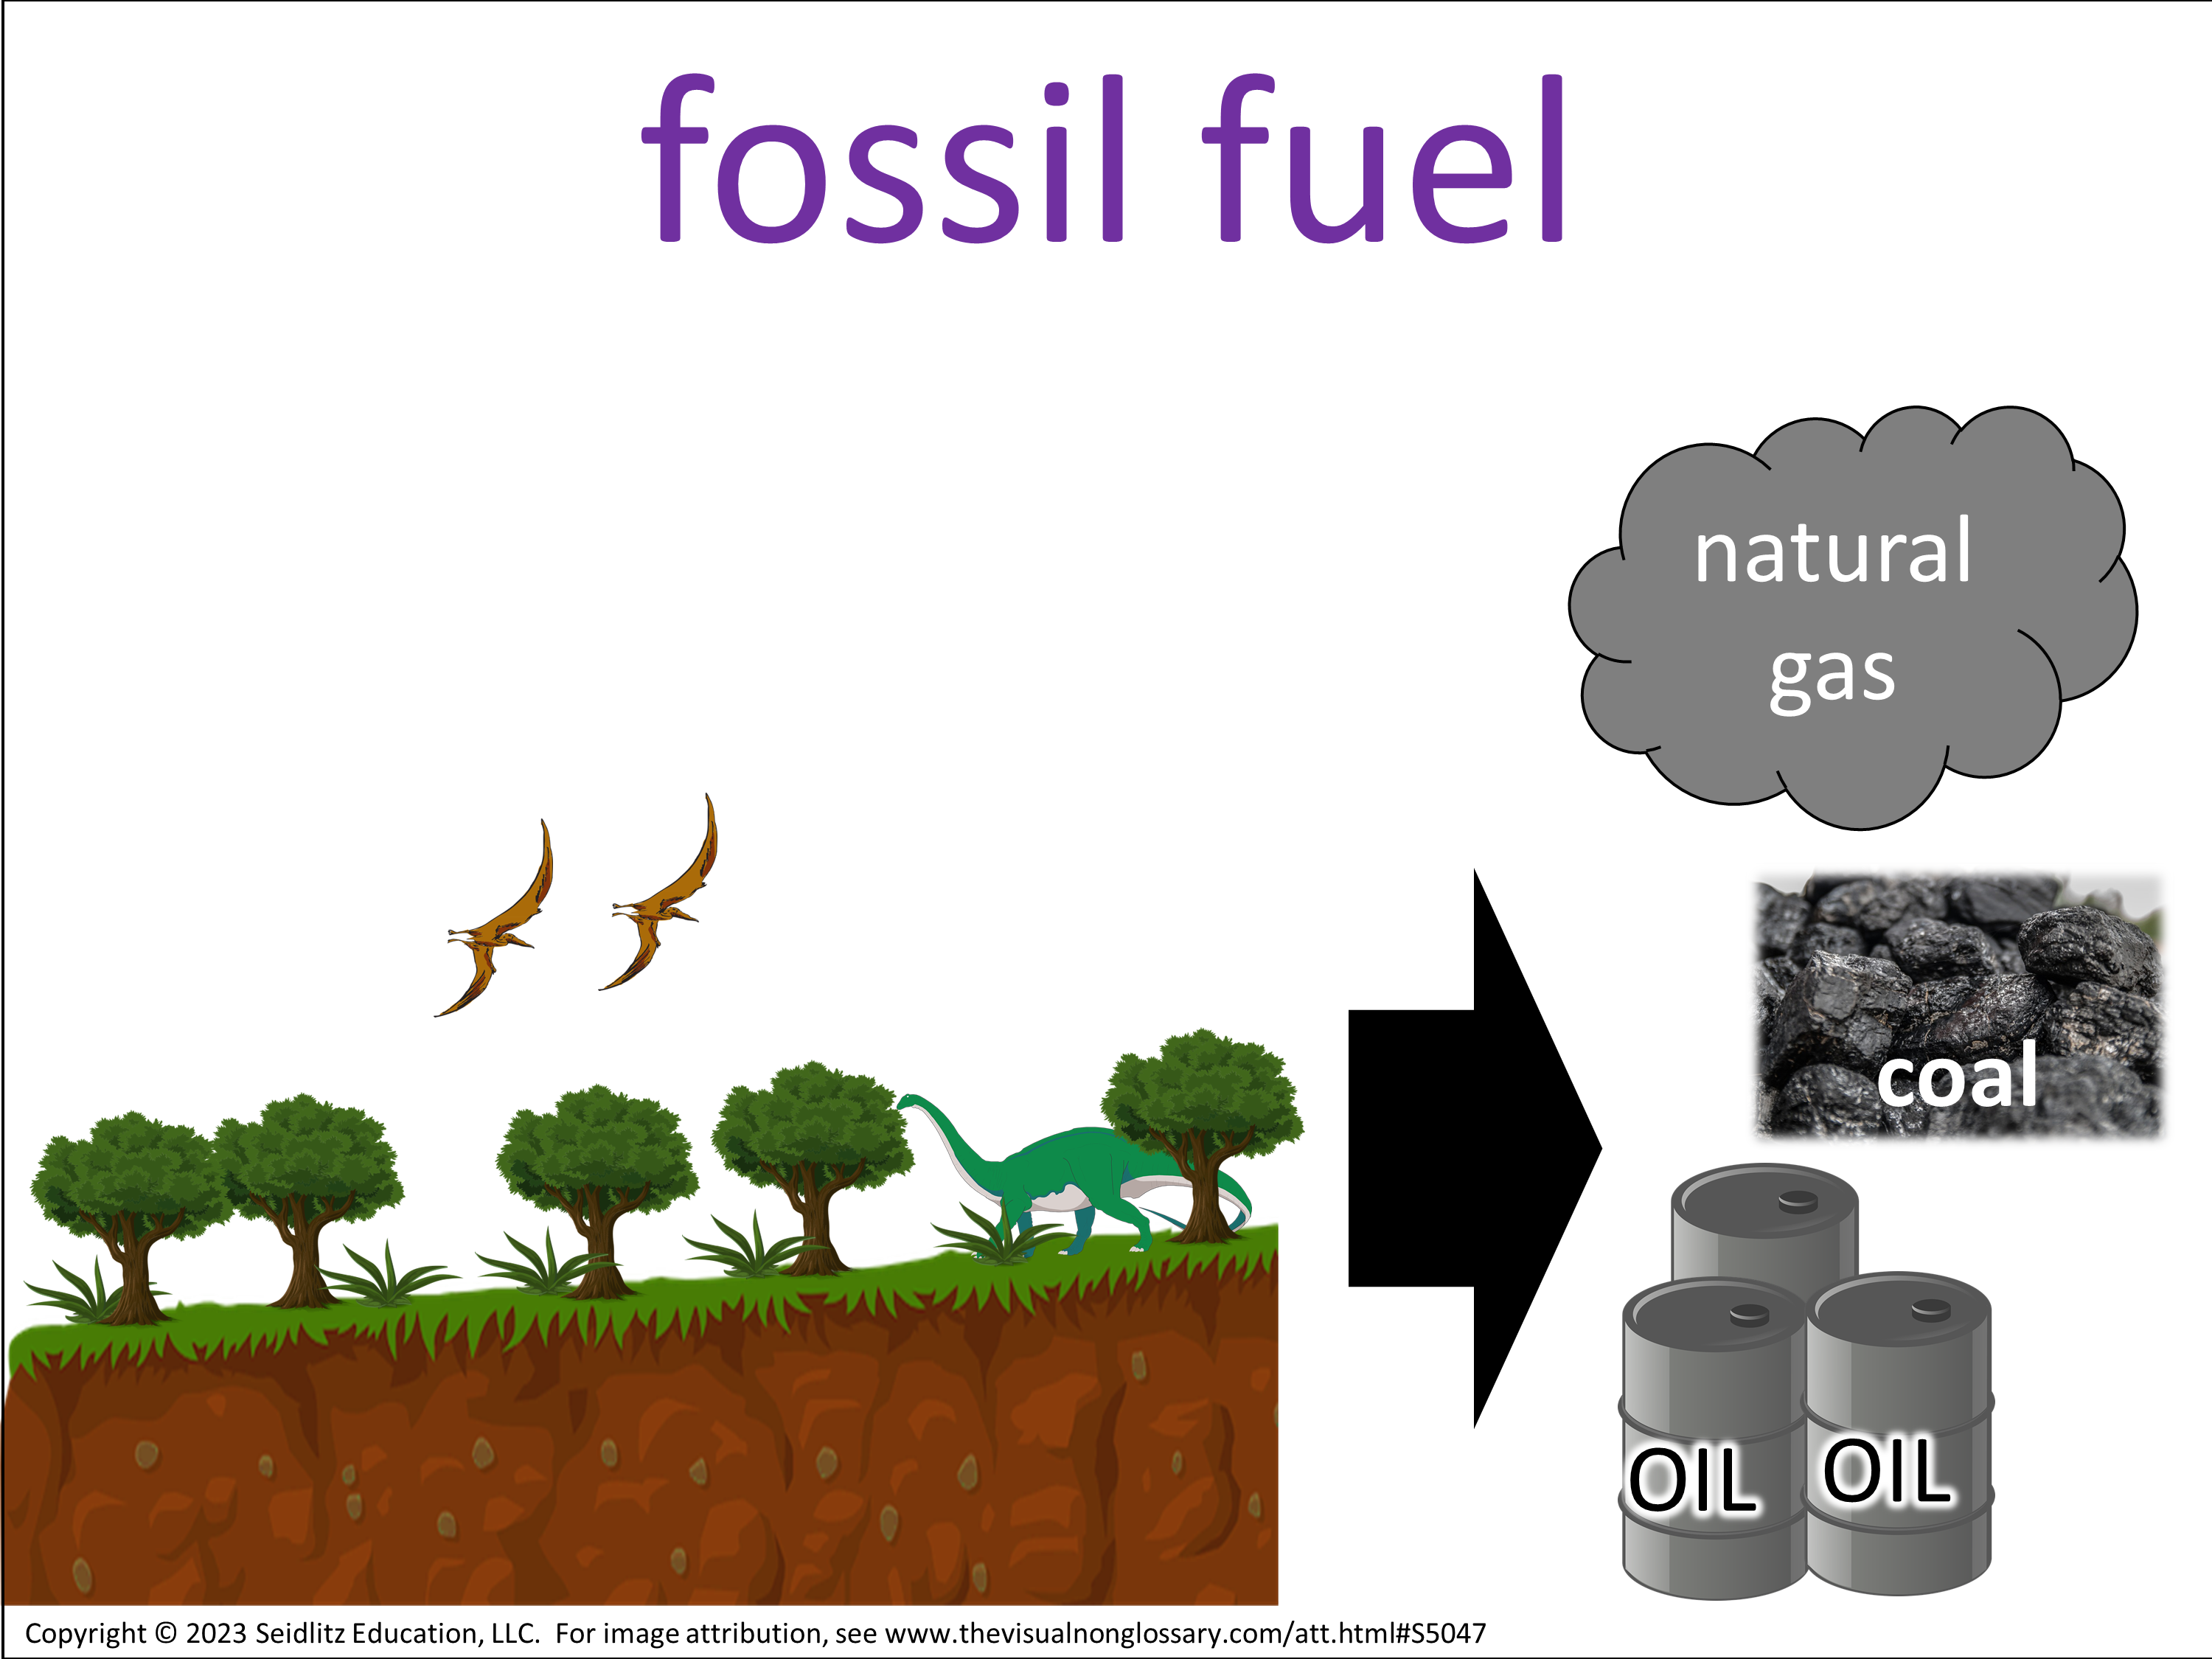 fossil fuel
natural
gas
coal
OIL
OIL
Copyright © 2023 Seidlitz Education, LLC.  For image attribution, see www.thevisualnonglossary.com/att.html#S5047